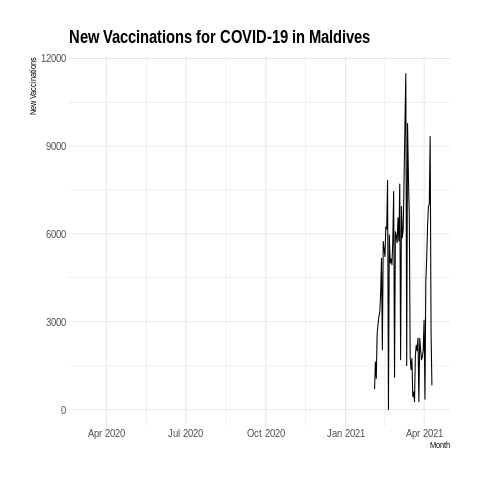 New Vaccinations for COVID-19 in Maldives
New Vaccinations
12000
9000
6000
3000
0
Apr 2020 Jul 2020 Oct 2020 Jan 2021 Apr 2021
Month